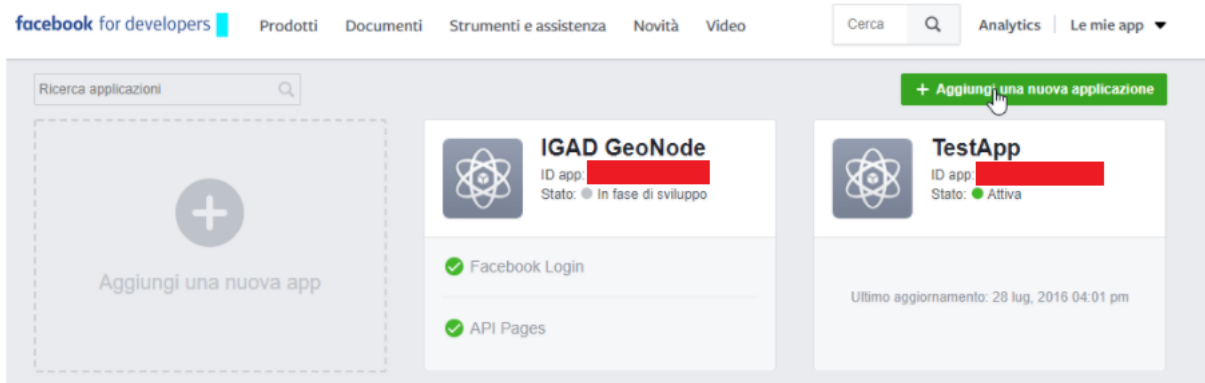 facebook for developers Prodotti Documenti Strumenti e assistenza Novità Video Cerca Analytics Le mie app
Ricerca applicazioni
+ Aggiungi una nuova applicazione
Aggiungi una nuova app
IGAD GeoNode
ID app:
Stato: In fase di sviluppo
Facebook Login
API Pages
TestApp
ID app:
Stato: Attiva
Ultimo aggiornamento: 28 lug, 2016 04:01 pm